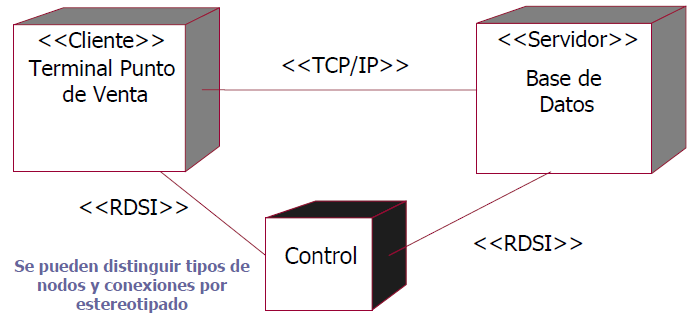 <<Cliente>>
Terminal Punto
de Venta
<<TCP/IP>>
<<Servidor>>
Base de
Datos
<<RDSI>>
Control
<<RDSI>>
Se pueden distinguir tipos de
nodos y conexiones por
estereotipado